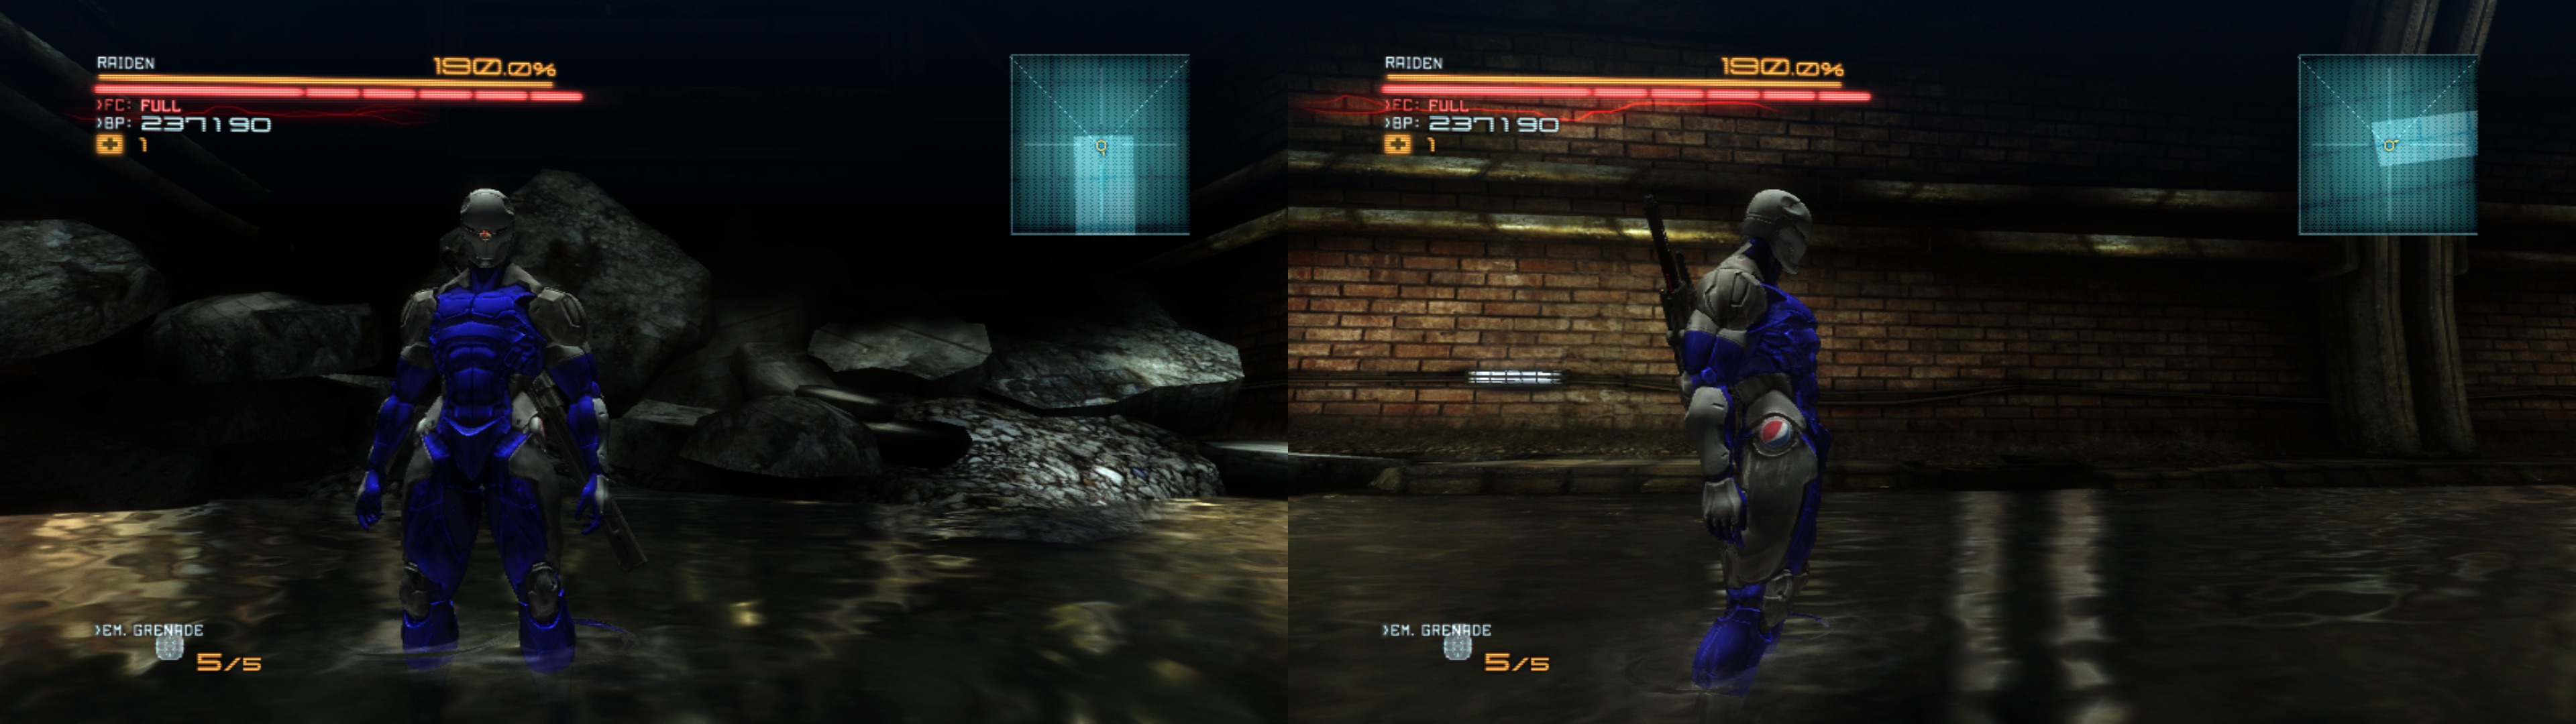 RAIDEN
190.0%
>FC: FULL
>BP: 237190
1
>EM. GRENADE
5/5
RAIDEN
190.0%
>FC: FULL
>BP: 237190
1
>EM. GRENADE
5/5